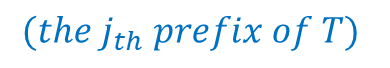 (the j_th prefix of T)